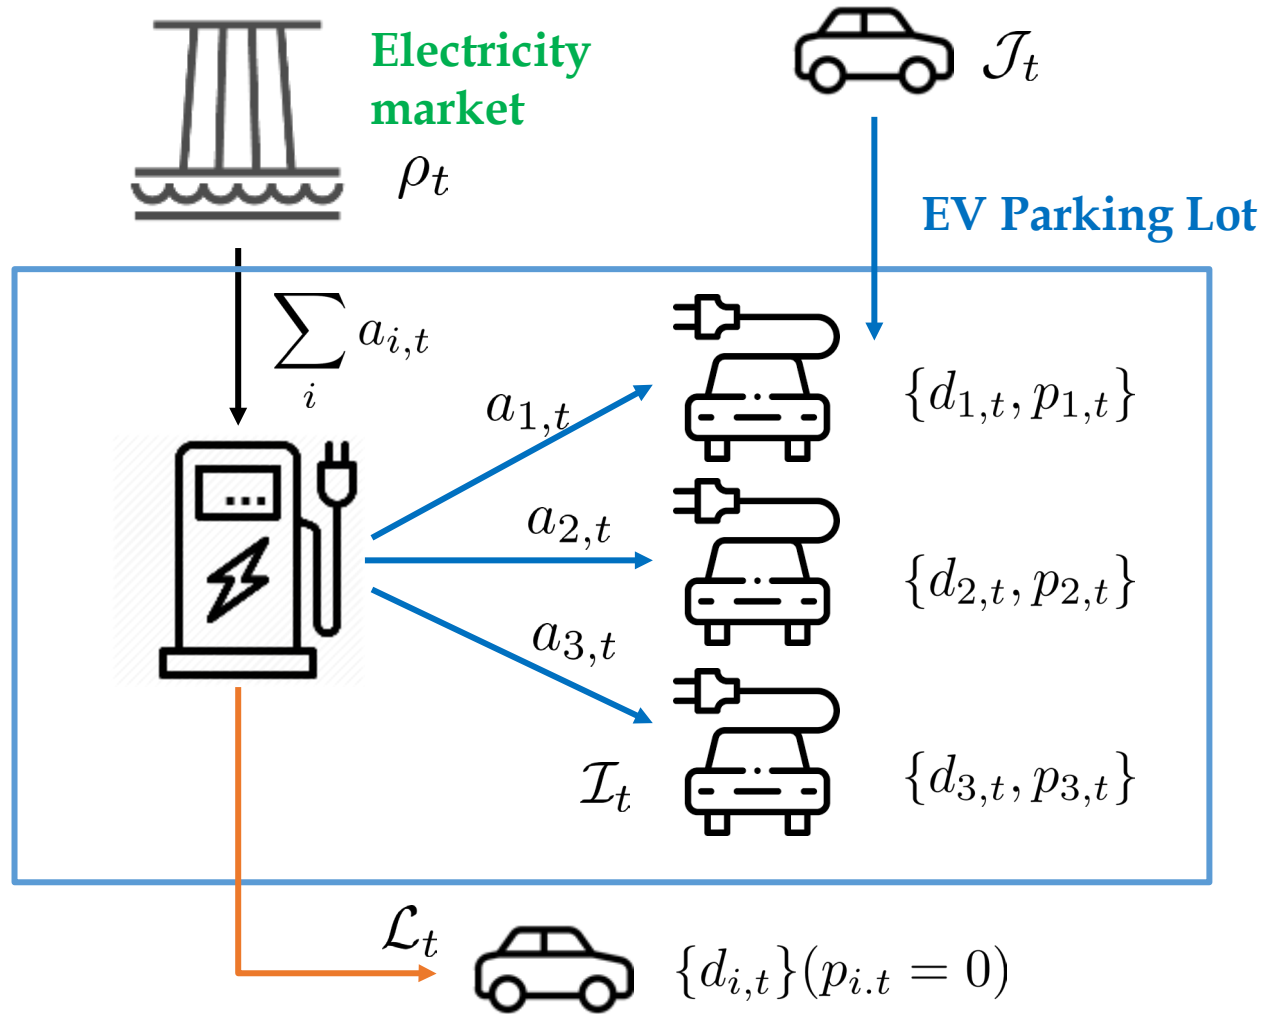 Electricity
market
ρ_t
𝒥_t
EV Parking Lot
∑_i a_{i,t}
a_{1,t}
{d_{1,t}, p_{1,t}}
a_{2,t}
{d_{2,t}, p_{2,t}}
a_{3,t}
{d_{3,t}, p_{3,t}}
ℐ_t
ℒ_t
{d_{i,t}}(p_{i.t} = 0)